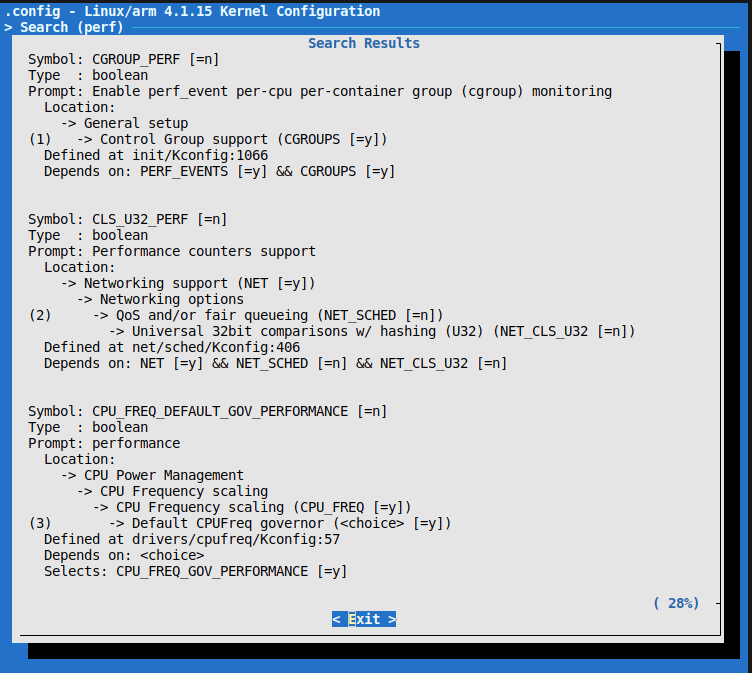 .config - Linux/arm 4.1.15 Kernel Configuration
> Search (perf)
Search Results
Symbol: CGROUP_PERF [=n]
Type  : boolean
Prompt: Enable perf_event per-cpu per-container group (cgroup) monitoring
  Location:
    -> General setup
(1)   -> Control Group support (CGROUPS [=y])
  Defined at init/Kconfig:1066
  Depends on: PERF_EVENTS [=y] && CGROUPS [=y]
Symbol: CLS_U32_PERF [=n]
Type  : boolean
Prompt: Performance counters support
  Location:
    -> Networking support (NET [=y])
      -> Networking options
(2)     -> QoS and/or fair queueing (NET_SCHED [=n])
          -> Universal 32bit comparisons w/ hashing (U32) (NET_CLS_U32 [=n])
  Defined at net/sched/Kconfig:406
  Depends on: NET [=y] && NET_SCHED [=n] && NET_CLS_U32 [=n]
Symbol: CPU_FREQ_DEFAULT_GOV_PERFORMANCE [=n]
Type  : boolean
Prompt: performance
  Location:
    -> CPU Power Management
      -> CPU Frequency scaling
        -> CPU Frequency scaling (CPU_FREQ [=y])
(3)       -> Default CPUFreq governor (<choice> [=y])
  Defined at drivers/cpufreq/Kconfig:57
  Depends on: <choice>
  Selects: CPU_FREQ_GOV_PERFORMANCE [=y]
( 28%)
< Exit >